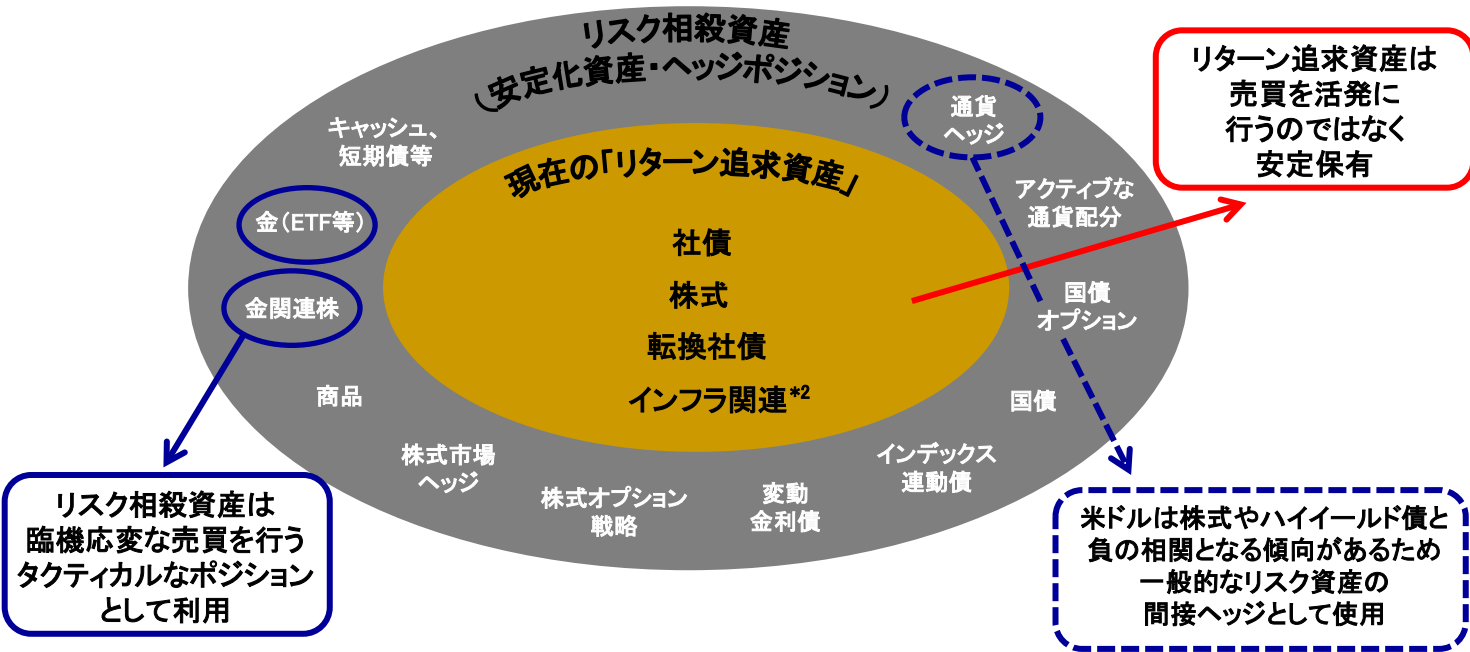 リスク相殺資産
（安定化資産・ヘッジポジション）
キャッシュ、
短期債等
金（ETF等）
金関連株
商品
株式市場
ヘッジ
株式オプション
戦略
変動
金利債
インデックス
連動債
国債
国債
オプション
アクティブな
通貨配分
通貨
ヘッジ
現在の「リターン追求資産」
社債
株式
転換社債
インフラ関連*2
リターン追求資産は
売買を活発に
行うのではなく
安定保有
リスク相殺資産は
臨機応変な売買を行う
タクティカルなポジション
として利用
米ドルは株式やハイイールド債と
負の相関となる傾向があるため
一般的なリスク資産の
間接ヘッジとして使用